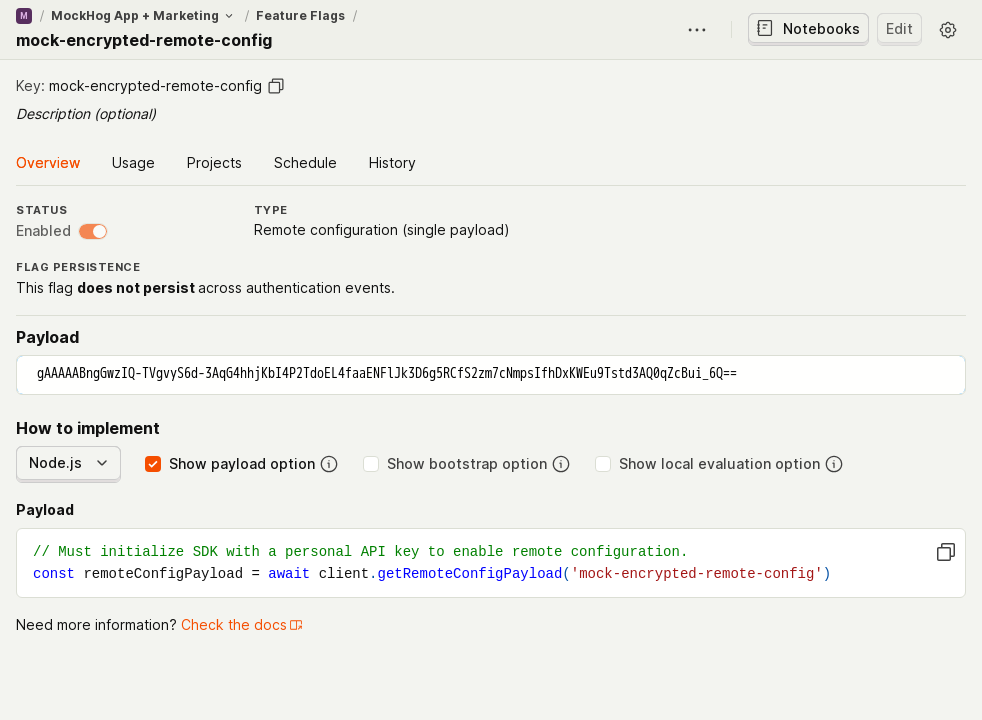 M / MockHog App + Marketing / Feature Flags /
mock-encrypted-remote-config
Notebooks
Edit
Key: mock-encrypted-remote-config
Description (optional)
Overview Usage Projects Schedule History
STATUS
Enabled
TYPE
Remote configuration (single payload)
FLAG PERSISTENCE
This flag does not persist across authentication events.
Payload
gAAAAABngGwzIQ-TVgvyS6d-3AqG4hhjKbI4P2TdoEL4faaENFlJk3D6g5RCfS2zm7cNmpsIfhDxKWEu9Tstd3AQ0qZcBui_6Q==
How to implement
Node.js Show payload option Show bootstrap option Show local evaluation option
Payload
// Must initialize SDK with a personal API key to enable remote configuration.
const remoteConfigPayload = await client.getRemoteConfigPayload('mock-encrypted-remote-config')
Need more information? Check the docs